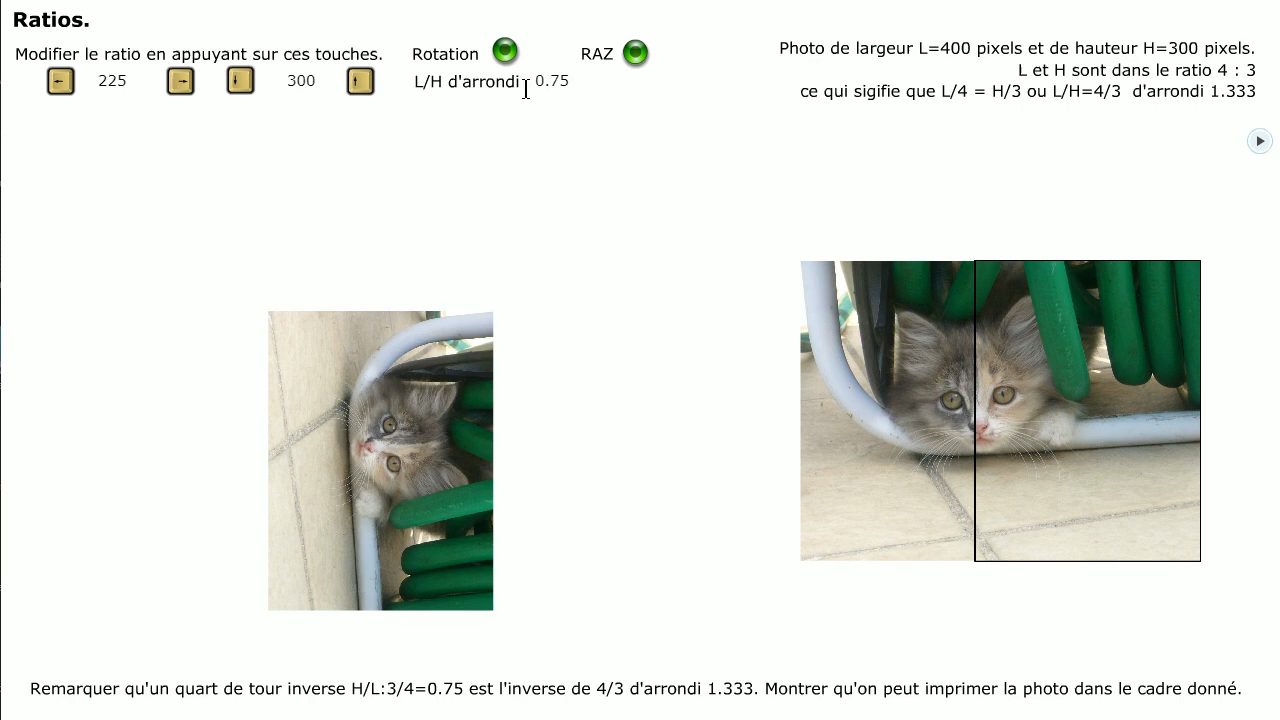 Ratios.
Modifier le ratio en appuyant sur ces touches. Rotation RAZ
225 300 L/H d'arrondi 0.75
Photo de largeur L=400 pixels et de hauteur H=300 pixels.
L et H sont dans le ratio 4 : 3
ce qui sigifie que L/4 = H/3 ou L/H=4/3 d'arrondi 1.333
Remarquer qu'un quart de tour inverse H/L:3/4=0.75 est l'inverse de 4/3 d'arrondi 1.333. Montrer qu'on peut imprimer la photo dans le cadre donné.